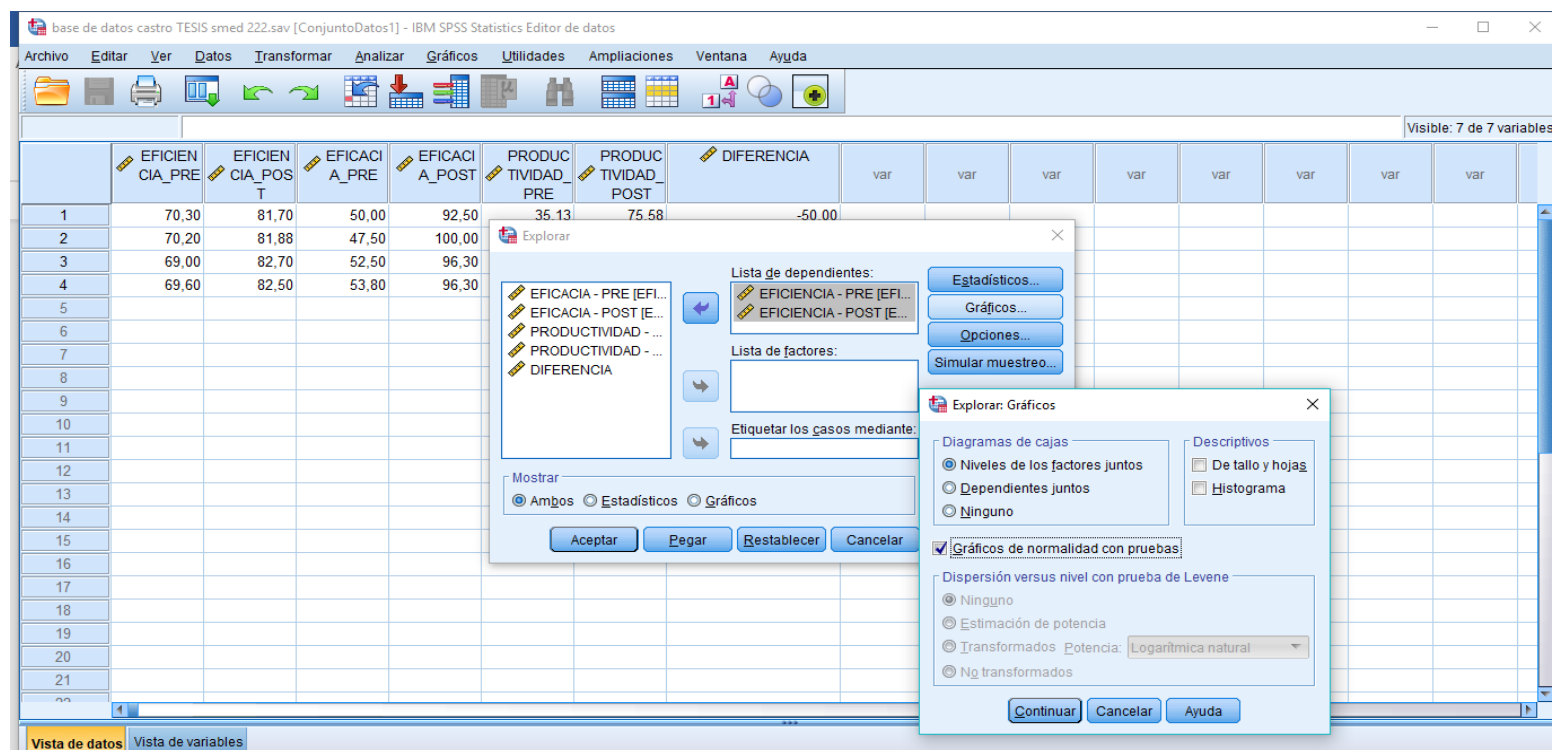 base de datos castro TESIS smed 222.sav [ConjuntoDatos1] - IBM SPSS Statistics Editor de datos
Archivo Editar Ver Datos Transformar Analizar Gráficos Utilidades Ampliaciones Ventana Ayuda
Visible: 7 de 7 variables
EFICIEN CIA_PRE EFICIEN CIA_POS T EFICACI A_PRE EFICACI A_POST PRODUC TIVIDAD_ PRE PRODUC TIVIDAD_ POST DIFERENCIA var var var var var var var var
1 70,30 81,70 50,00 92,50 35,13 75,58 -50,00
2 70,20 81,88 47,50 100,00
3 69,00 82,70 52,50 96,30
4 69,60 82,50 53,80 96,30
5
6
7
8
9
10
11
12
13
14
15
16
17
18
19
20
21
22
Explorar
EFICACIA - PRE [EFI...
EFICACIA - POST [E...
PRODUCTIVIDAD - ...
PRODUCTIVIDAD - ...
DIFERENCIA
Lista de dependientes:
EFICIENCIA - PRE [EFI...
EFICIENCIA - POST [E...
Lista de factores:
Etiquetar los casos mediante:
Estadísticos...
Gráficos...
Opciones...
Simular muestreo...
Mostrar
Ambos Estadísticos Gráficos
Aceptar Pegar Restablecer Cancelar
Explorar: Gráficos
Diagramas de cajas
Niveles de los factores juntos
Dependientes juntos
Ninguno
Descriptivos
De tallo y hojas
Histograma
Gráficos de normalidad con pruebas
Dispersión versus nivel con prueba de Levene
Ninguno
Estimación de potencia
Transformados Potencia: Logarítmica natural
No transformados
Continuar Cancelar Ayuda
Vista de datos Vista de variables